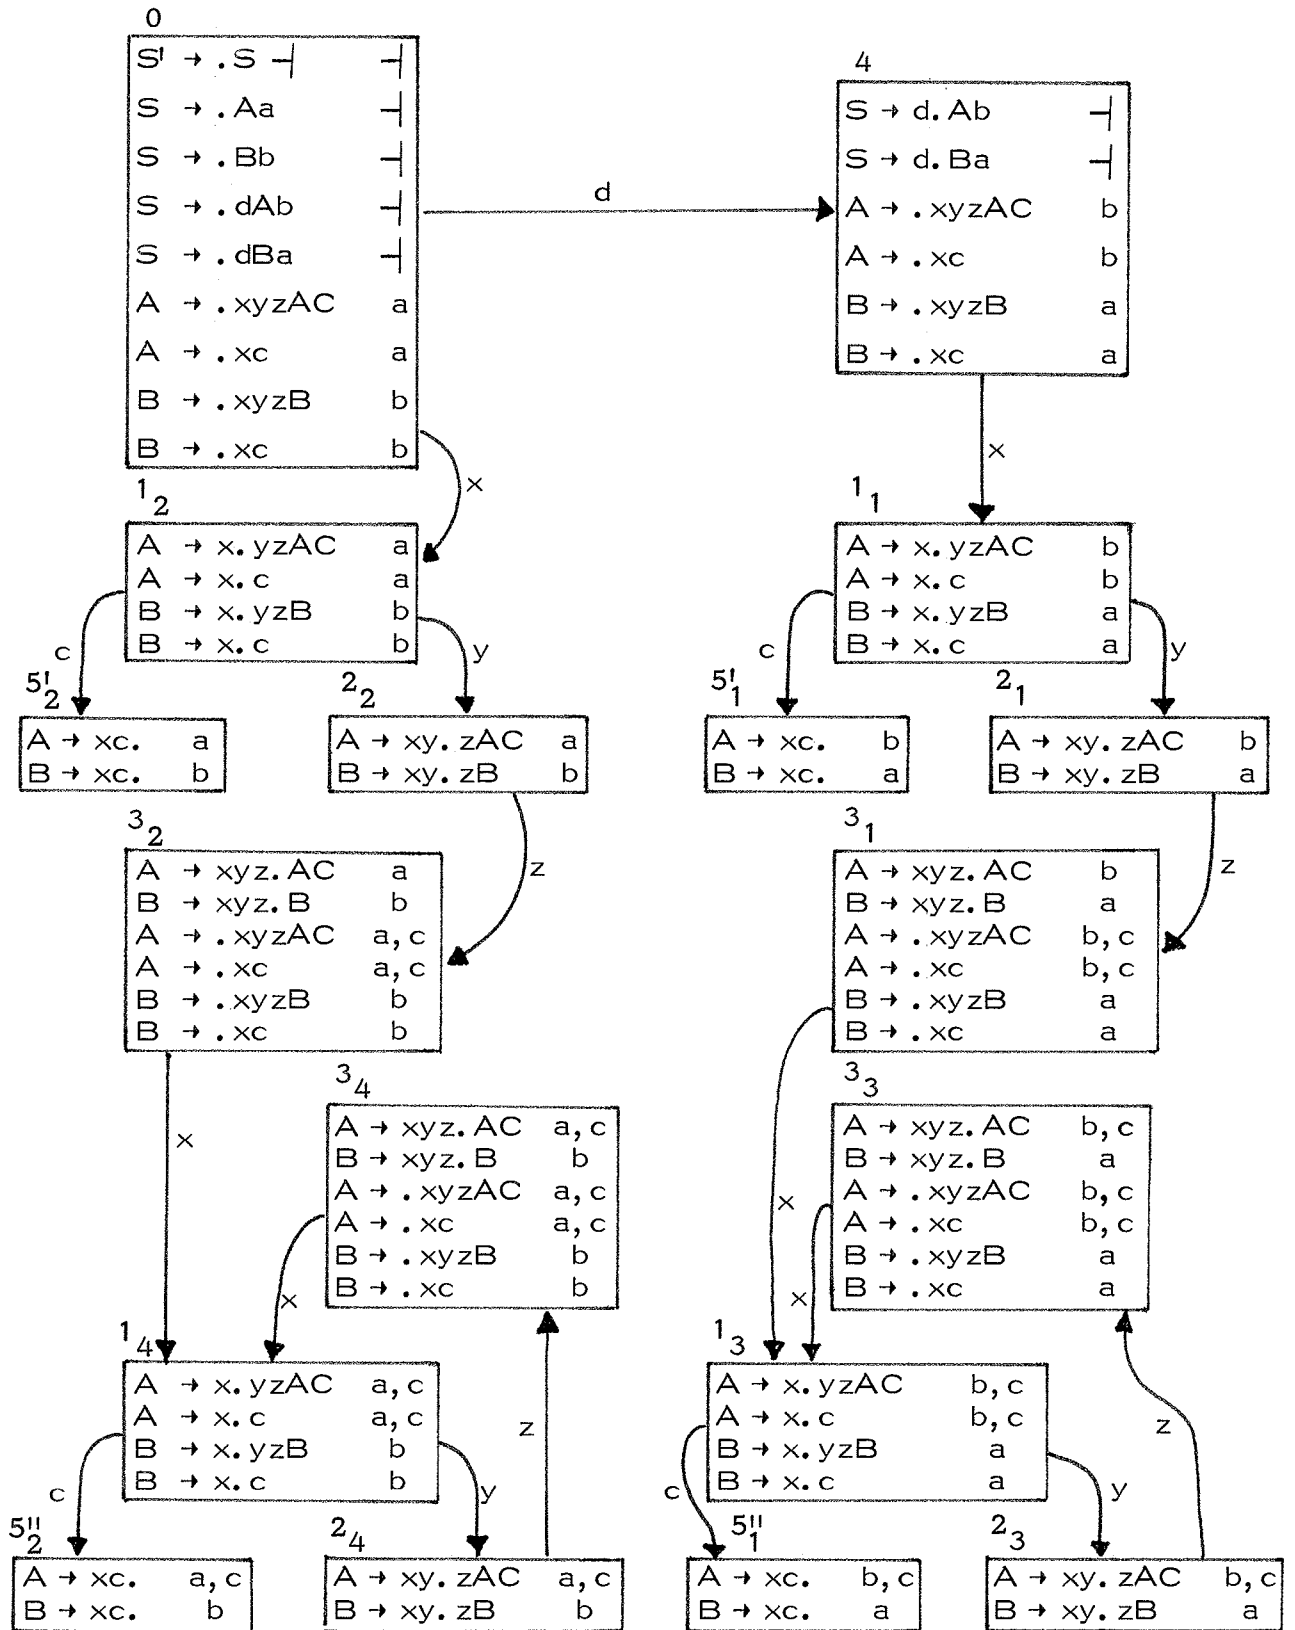 0
S' → .S ⊣ ⊣
S → .Aa ⊣
S → .Bb ⊣
S → .dAb ⊣
S → .dBa ⊣
A → .xyzAC a
A → .xc a
B → .xyzB b
B → .xc b
d
4
S → d.Ab ⊣
S → d.Ba ⊣
A → .xyzAC b
A → .xc b
B → .xyzB a
B → .xc a
x
x
1₂
A → x.yzAC a
A → x.c a
B → x.yzB b
B → x.c b
1₁
A → x.yzAC b
A → x.c b
B → x.yzB a
B → x.c a
c
y
c
y
5'₂
A → xc. a
B → xc. b
2₂
A → xy.zAC a
B → xy.zB b
5'₁
A → xc. b
B → xc. a
2₁
A → xy.zAC b
B → xy.zB a
z
z
3₂
A → xyz.AC a
B → xyz.B b
A → .xyzAC a,c
A → .xc a,c
B → .xyzB b
B → .xc b
3₁
A → xyz.AC b
B → xyz.B a
A → .xyzAC b,c
A → .xc b,c
B → .xyzB a
B → .xc a
x
3₄
A → xyz.AC a,c
B → xyz.B b
A → .xyzAC a,c
A → .xc a,c
B → .xyzB b
B → .xc b
x
x
3₃
A → xyz.AC b,c
B → xyz.B a
A → .xyzAC b,c
A → .xc b,c
B → .xyzB a
B → .xc a
x
1₄
A → x.yzAC a,c
A → x.c a,c
B → x.yzB b
B → x.c b
z
1₃
A → x.yzAC b,c
A → x.c b,c
B → x.yzB a
B → x.c a
z
c
y
c
y
5''₂
A → xc. a,c
B → xc. b
2₄
A → xy.zAC a,c
B → xy.zB b
5''₁
A → xc. b,c
B → xc. a
2₃
A → xy.zAC b,c
B → xy.zB a